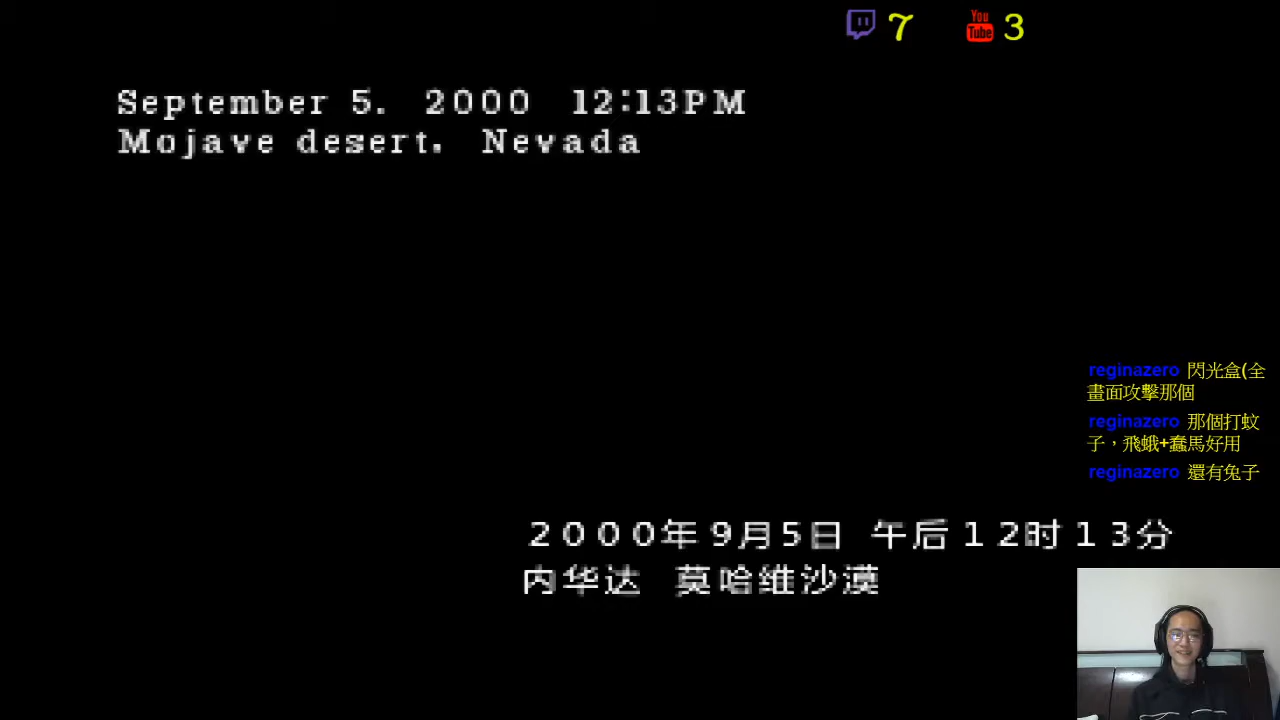 7 You Tube 3
September 5. 2000 12:13PM
Mojave desert. Nevada
reginazero 閃光盒(全
畫面攻擊那個
reginazero 那個打蚊
子，飛蛾+蠢馬好用
reginazero 還有兔子
2000年9月5日 午后12时13分
内华达 莫哈维沙漠